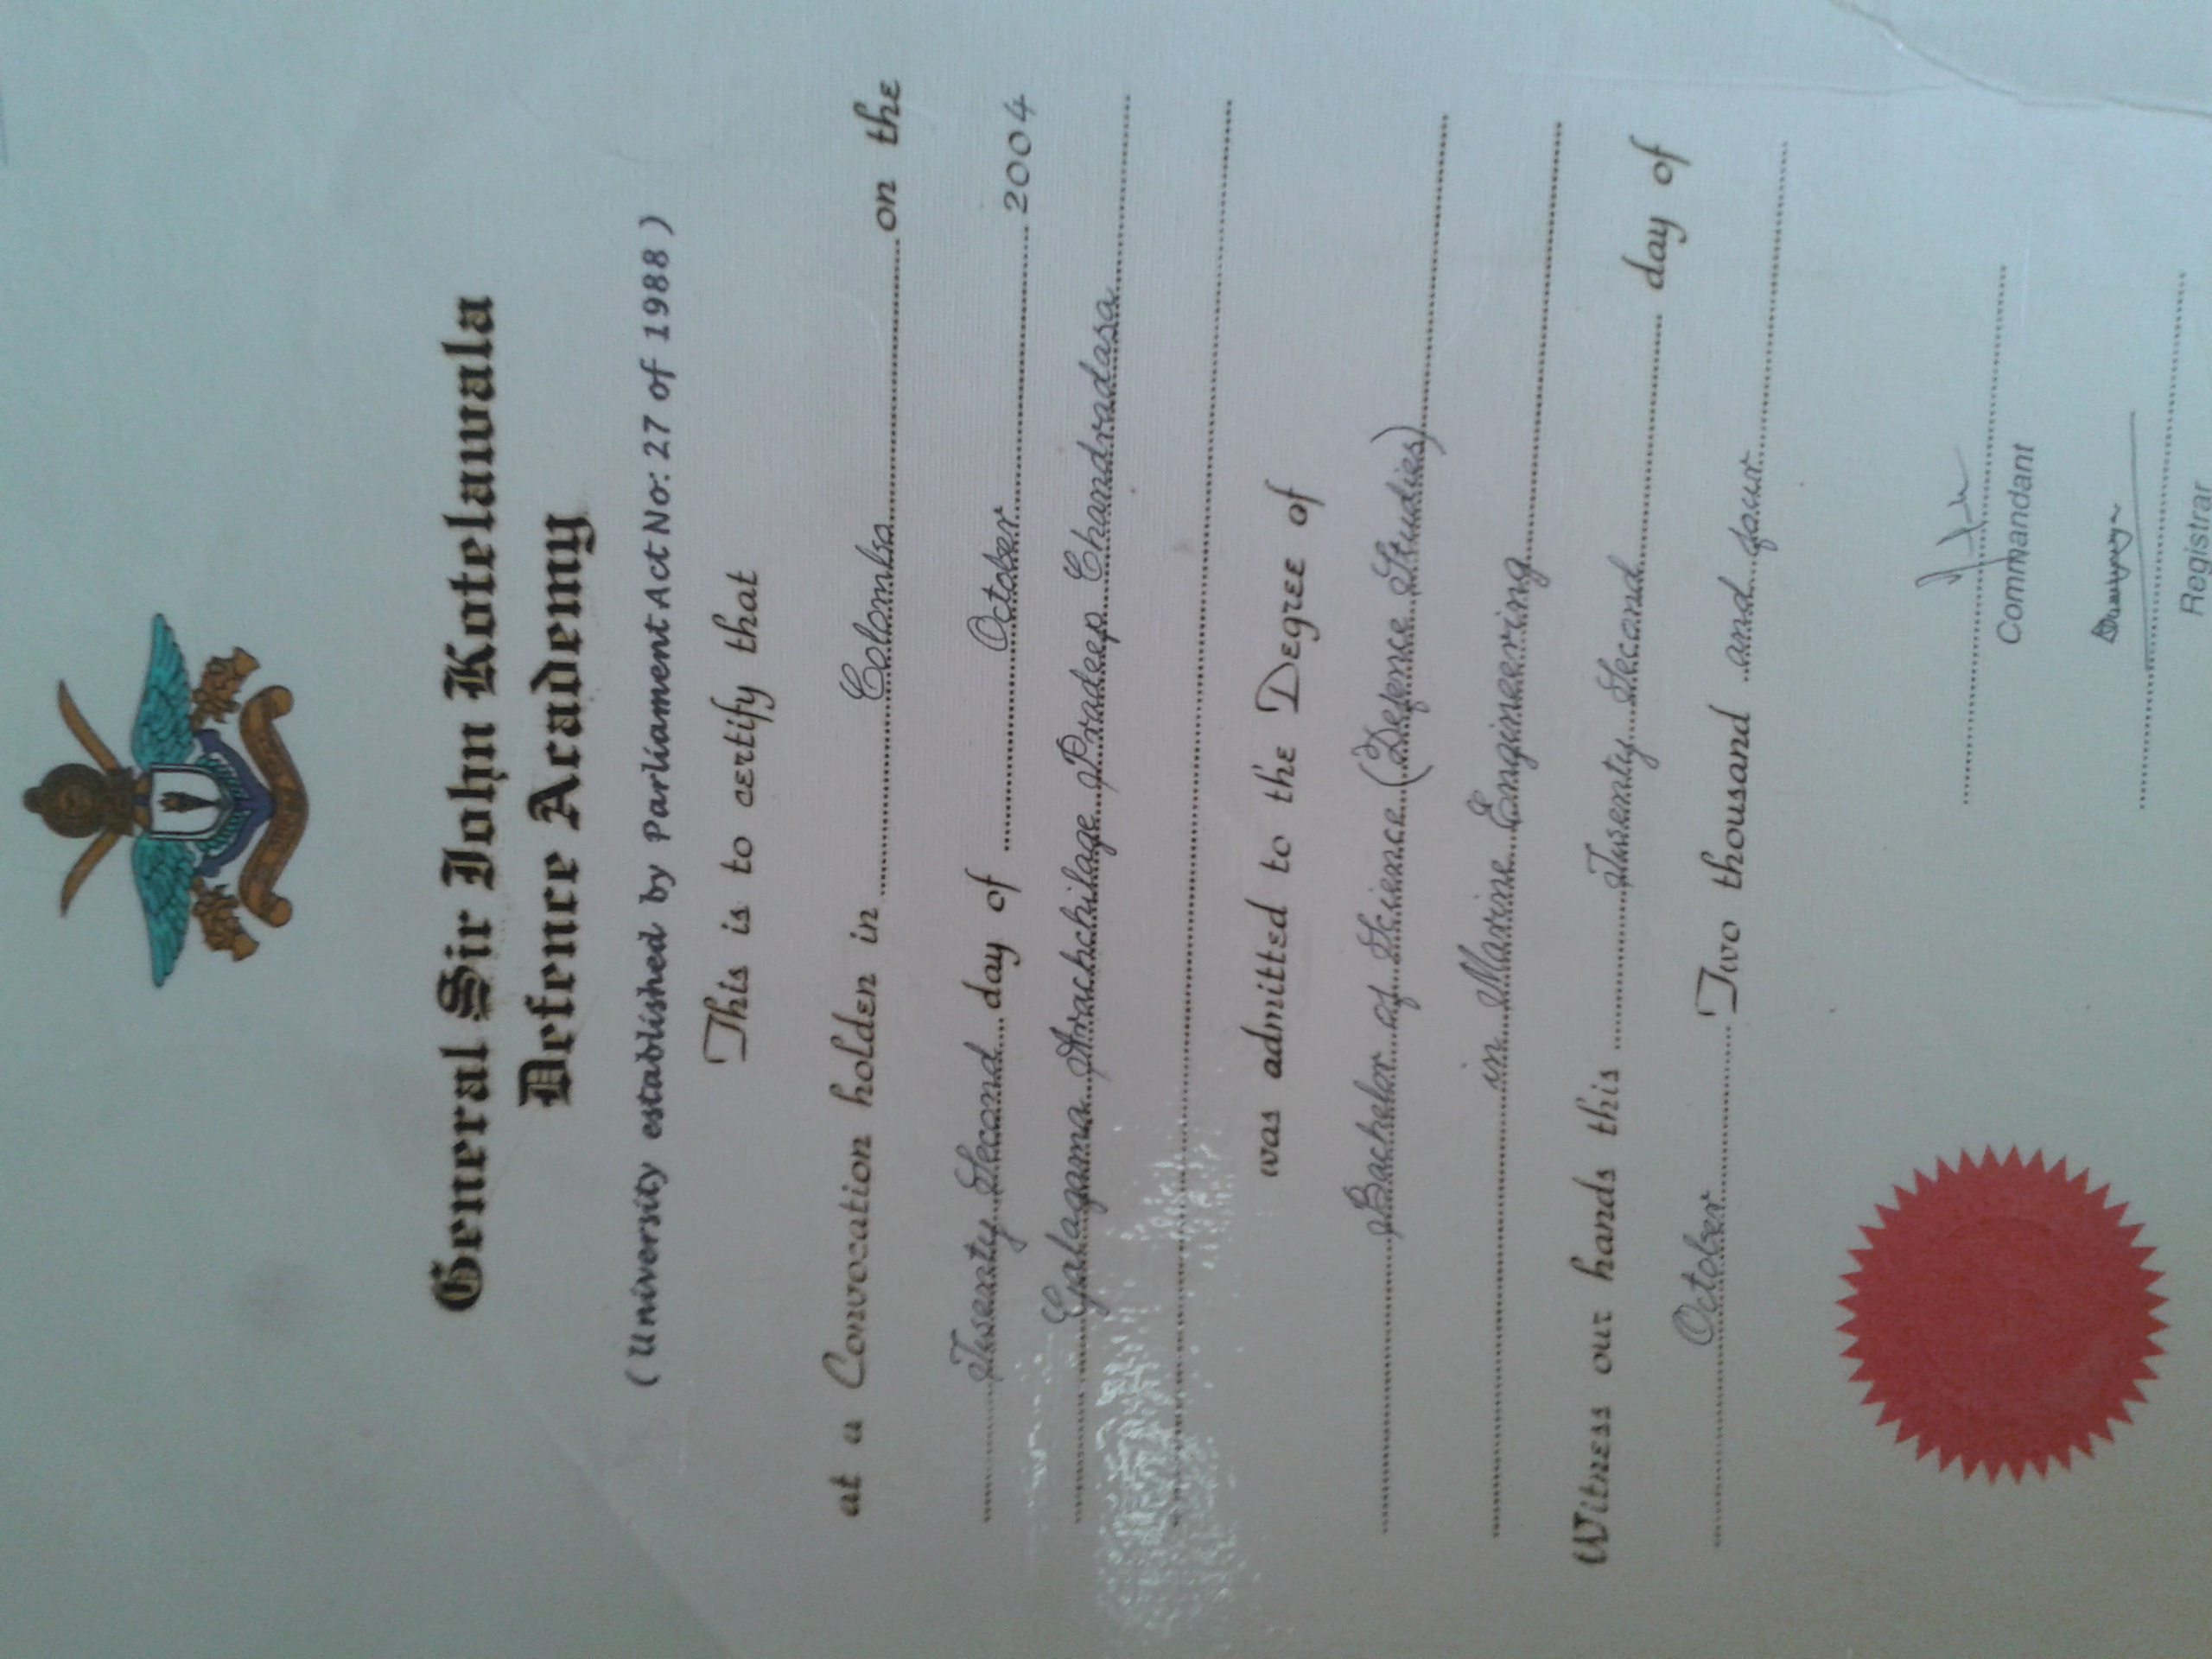 General Sir John Kotelawala
Defence Academy
( University established by Parliament Act No: 27 of 1988 )
This is to certify that
at a Convocation holden in Colombo on the
Twenty Second day of October 2004
Galagama Arachchilage Pradeep Chandradasa
was admitted to the Degree of
Bachelor of Science (Defence Studies)
in Marine Engineering
Witness our hands this Twenty Second day of
October Two thousand and four
Commandant
Registrar